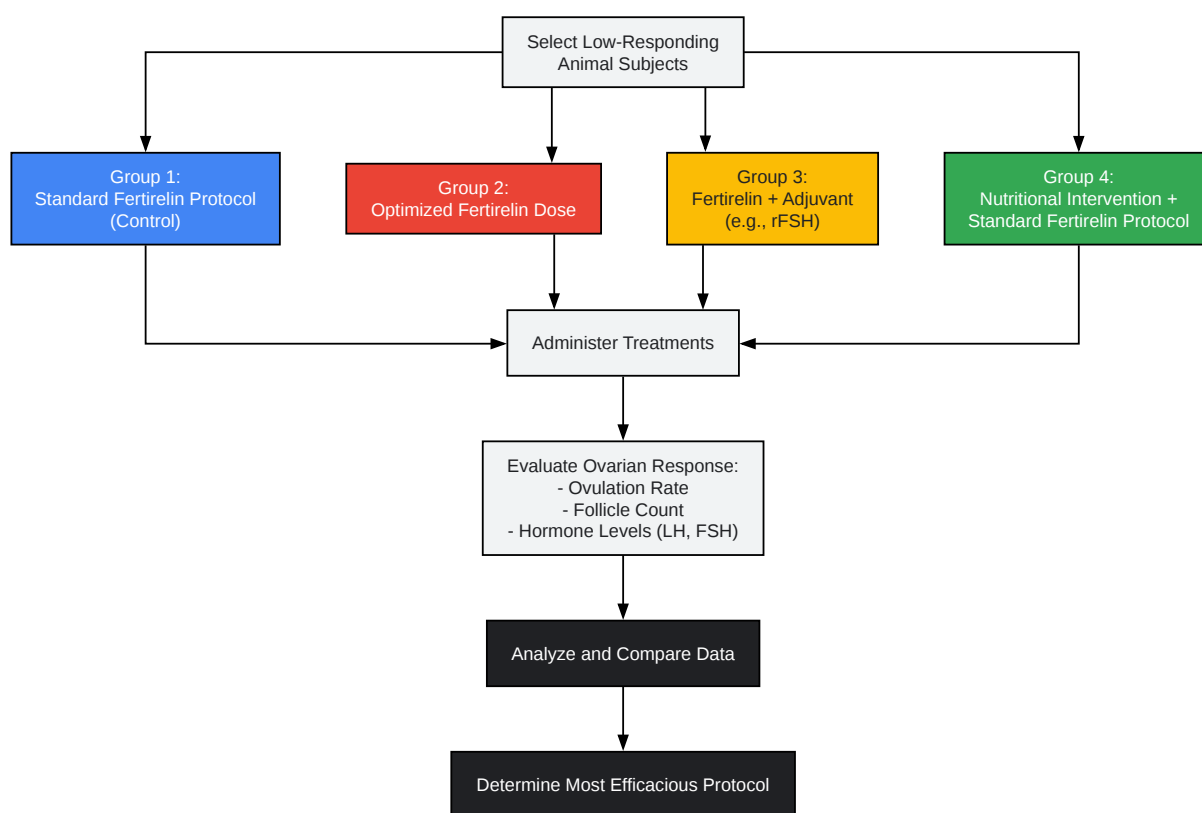 Select Low-Responding
Animal Subjects
Group 1:
Standard Fertirelin Protocol
(Control)
Group 2:
Optimized Fertirelin Dose
Group 3:
Fertirelin + Adjuvant
(e.g., rFSH)
Group 4:
Nutritional Intervention +
Standard Fertirelin Protocol
Administer Treatments
Evaluate Ovarian Response:
- Ovulation Rate
- Follicle Count
- Hormone Levels (LH, FSH)
Analyze and Compare Data
Determine Most Efficacious Protocol